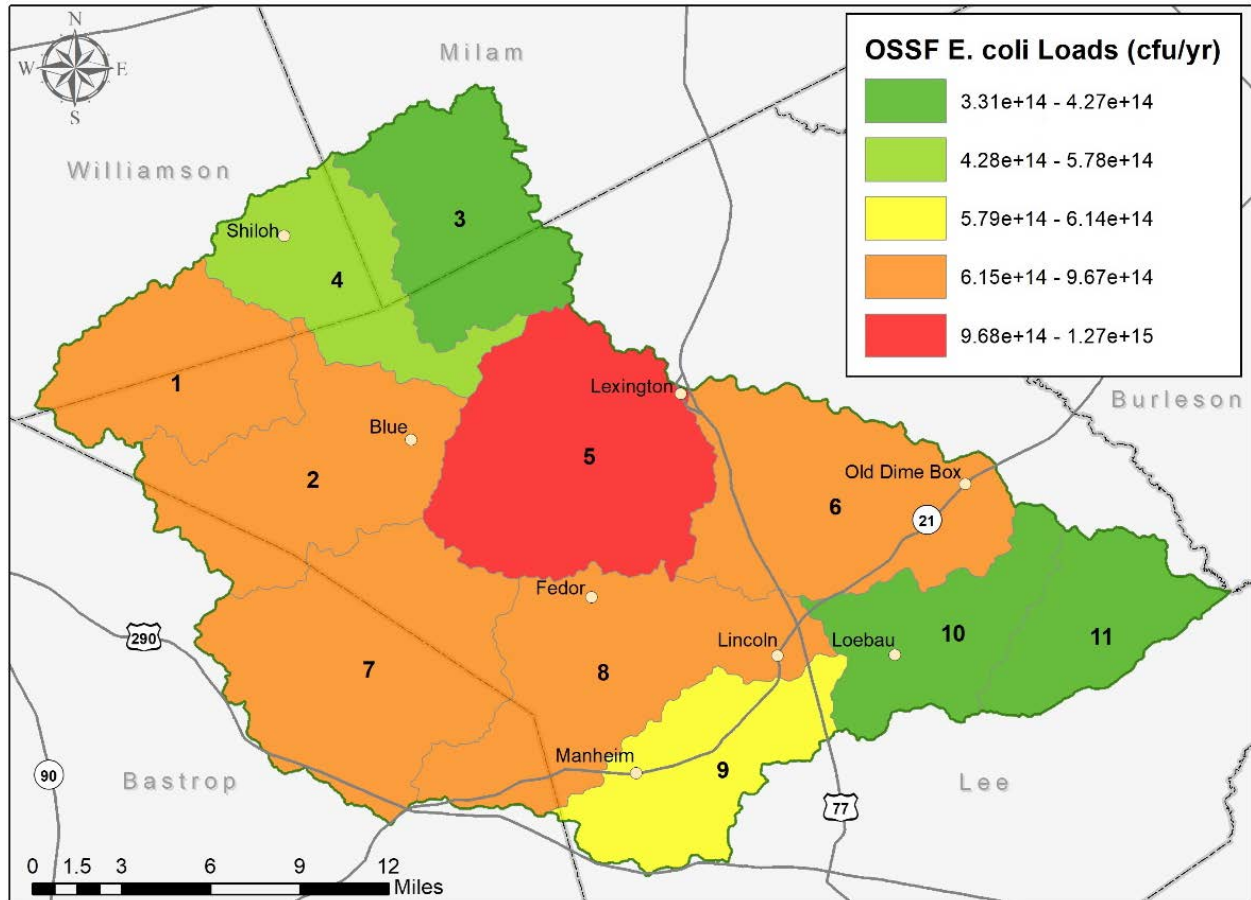 N
W E
S
Milam
Williamson
Burleson
Bastrop
Lee
OSSF E. coli Loads (cfu/yr)
3.31e+14 - 4.27e+14
4.28e+14 - 5.78e+14
5.79e+14 - 6.14e+14
6.15e+14 - 9.67e+14
9.68e+14 - 1.27e+15
3
Shiloh
4
1
Lexington
Blue
5
2
Old Dime Box
6
21
Fedor
290
Lincoln
Loebau
10
11
7
8
Manheim
9
90
77
0 1.5 3 6 9 12
Miles